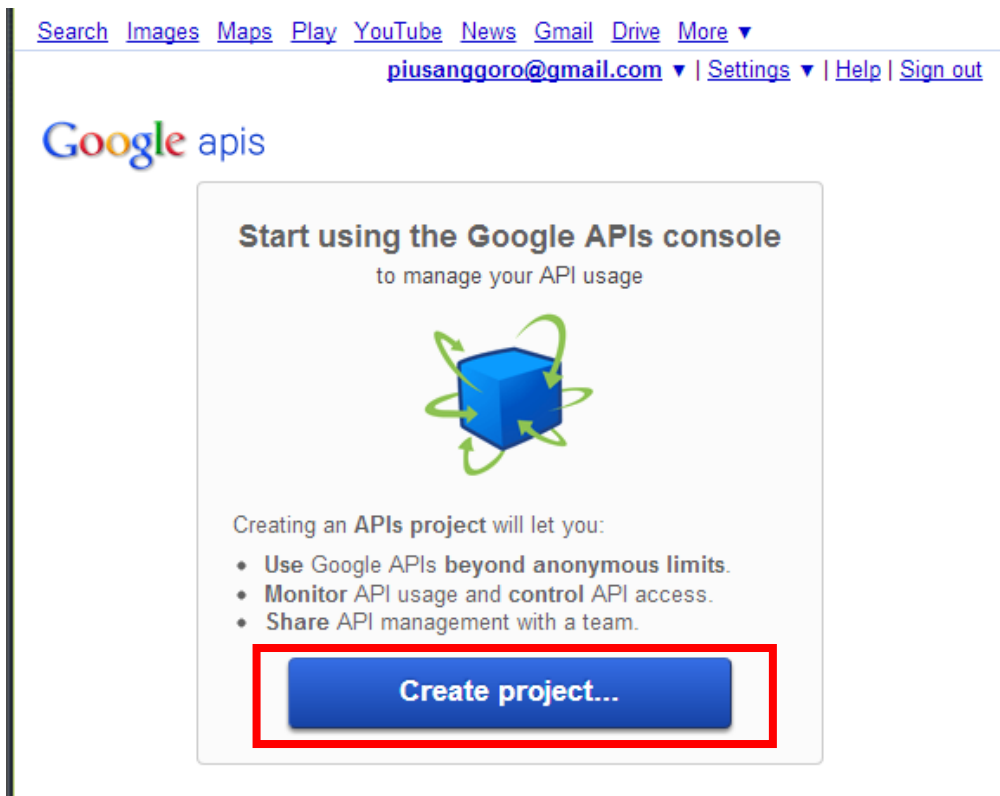 Search Images Maps Play YouTube News Gmail Drive More ▼
piusanggoro@gmail.com ▼ | Settings ▼ | Help | Sign out
Google apis
Start using the Google APIs console
to manage your API usage
Creating an APIs project will let you:
• Use Google APIs beyond anonymous limits.
• Monitor API usage and control API access.
• Share API management with a team.
Create project...